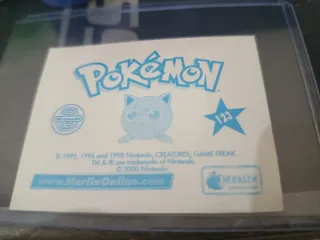 POKéMON
123
© 1995, 1996 and 1998 Nintendo, CREATURES, GAME FREAK.
TM & ® are trademarks of Nintendo.
© 2000 Nintendo.
www.MerlinOnline.com
MERLIN